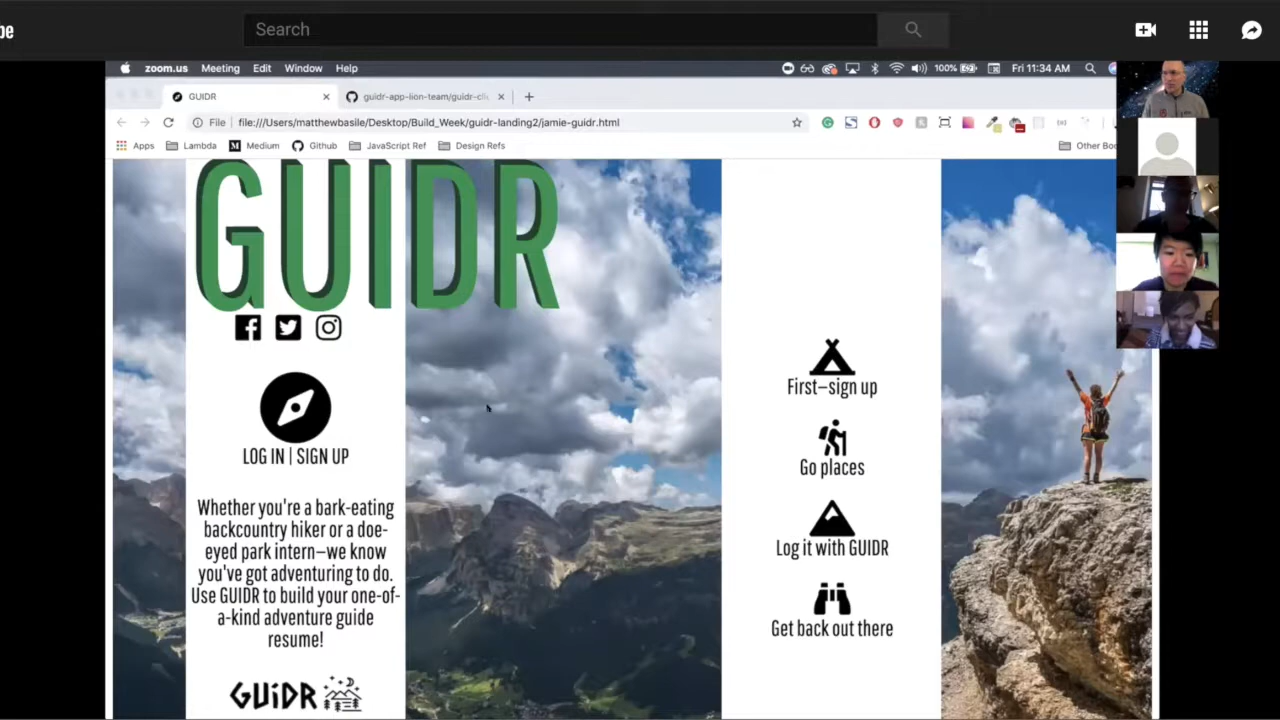 be
Search
zoom.us Meeting Edit Window Help
100% Fri 11:34 AM
GUIDR
guidr-app-lion-team/guidr-clie
File file:///Users/matthewbasile/Desktop/Build_Week/guidr-landing2/jamie-guidr.html
Apps Lambda Medium Github JavaScript Ref Design Refs Other Boo
GUIDR
LOG IN | SIGN UP
Whether you're a bark-eating
backcountry hiker or a doe-
eyed park intern—we know
you've got adventuring to do.
Use GUIDR to build your one-of-
a-kind adventure guide
resume!
GUiDR
First—sign up
Go places
Log it with GUIDR
Get back out there